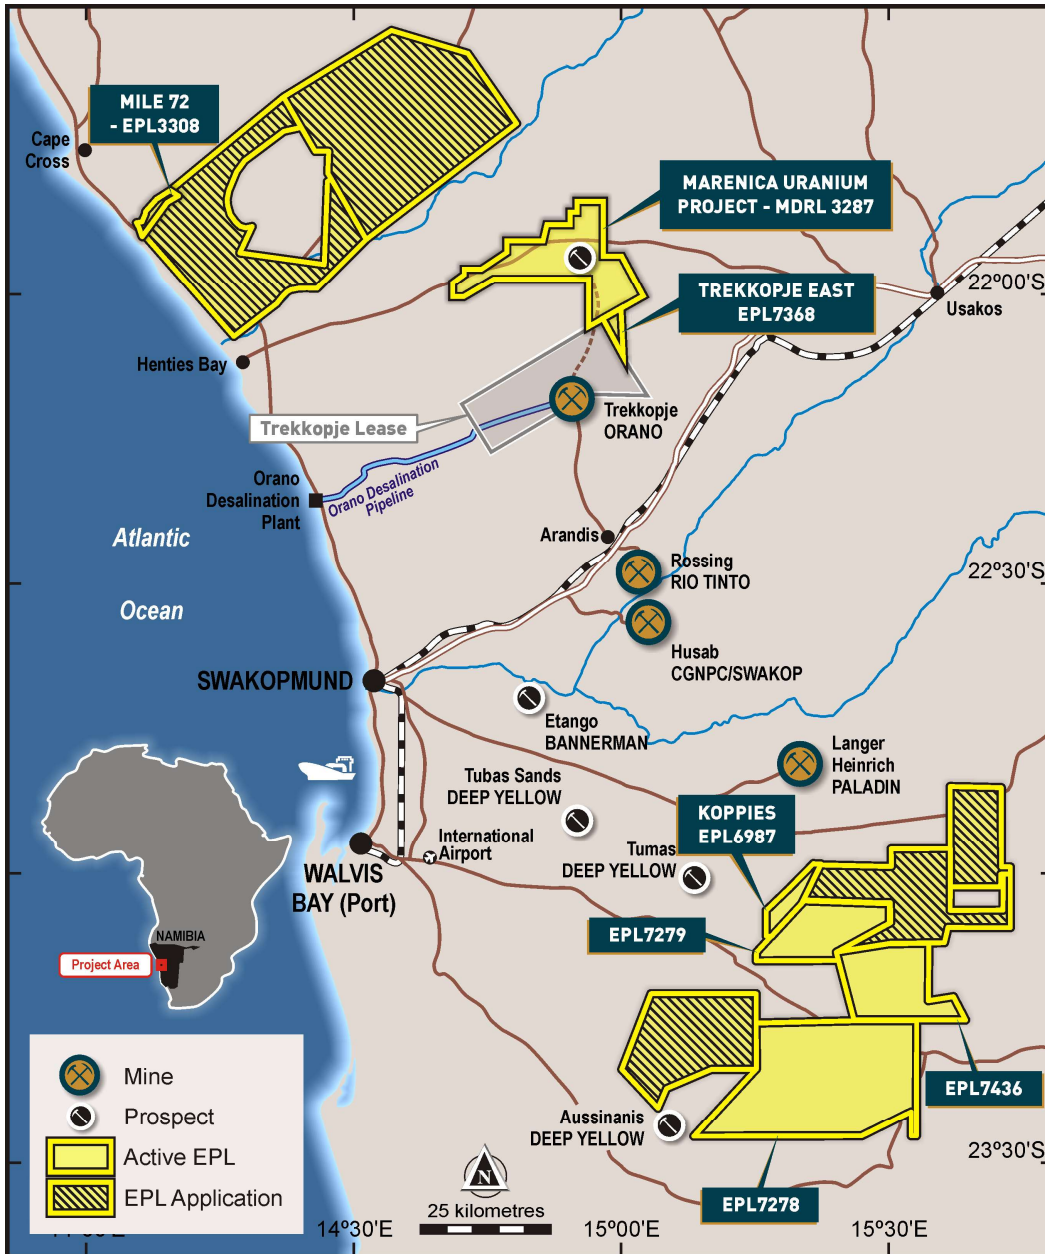 MILE 72
- EPL3308
Cape
Cross
MARENICA URANIUM
PROJECT - MDRL 3287
TREKKOPJE EAST
EPL7368
22º00'S
Usakos
Henties Bay
Trekkopje Lease
Trekkopje
ORANO
Orano
Desalination
Plant
Orano Desalination
Pipeline
Atlantic
Ocean
Arandis
Rossing
RIO TINTO
22º30'S
Husab
CGNPC/SWAKOP
SWAKOPMUND
Etango
BANNERMAN
Langer
Heinrich
PALADIN
Tubas Sands
DEEP YELLOW
KOPPIES
EPL6987
International
Airport
Tumas
DEEP YELLOW
WALVIS
BAY (Port)
EPL7279
NAMIBIA
Project Area
EPL7436
Mine
Prospect
Active EPL
EPL Application
Aussinanis
DEEP YELLOW
23º30'S
N
EPL7278
25 kilometres
14º30'E
15º00'E
15º30'E